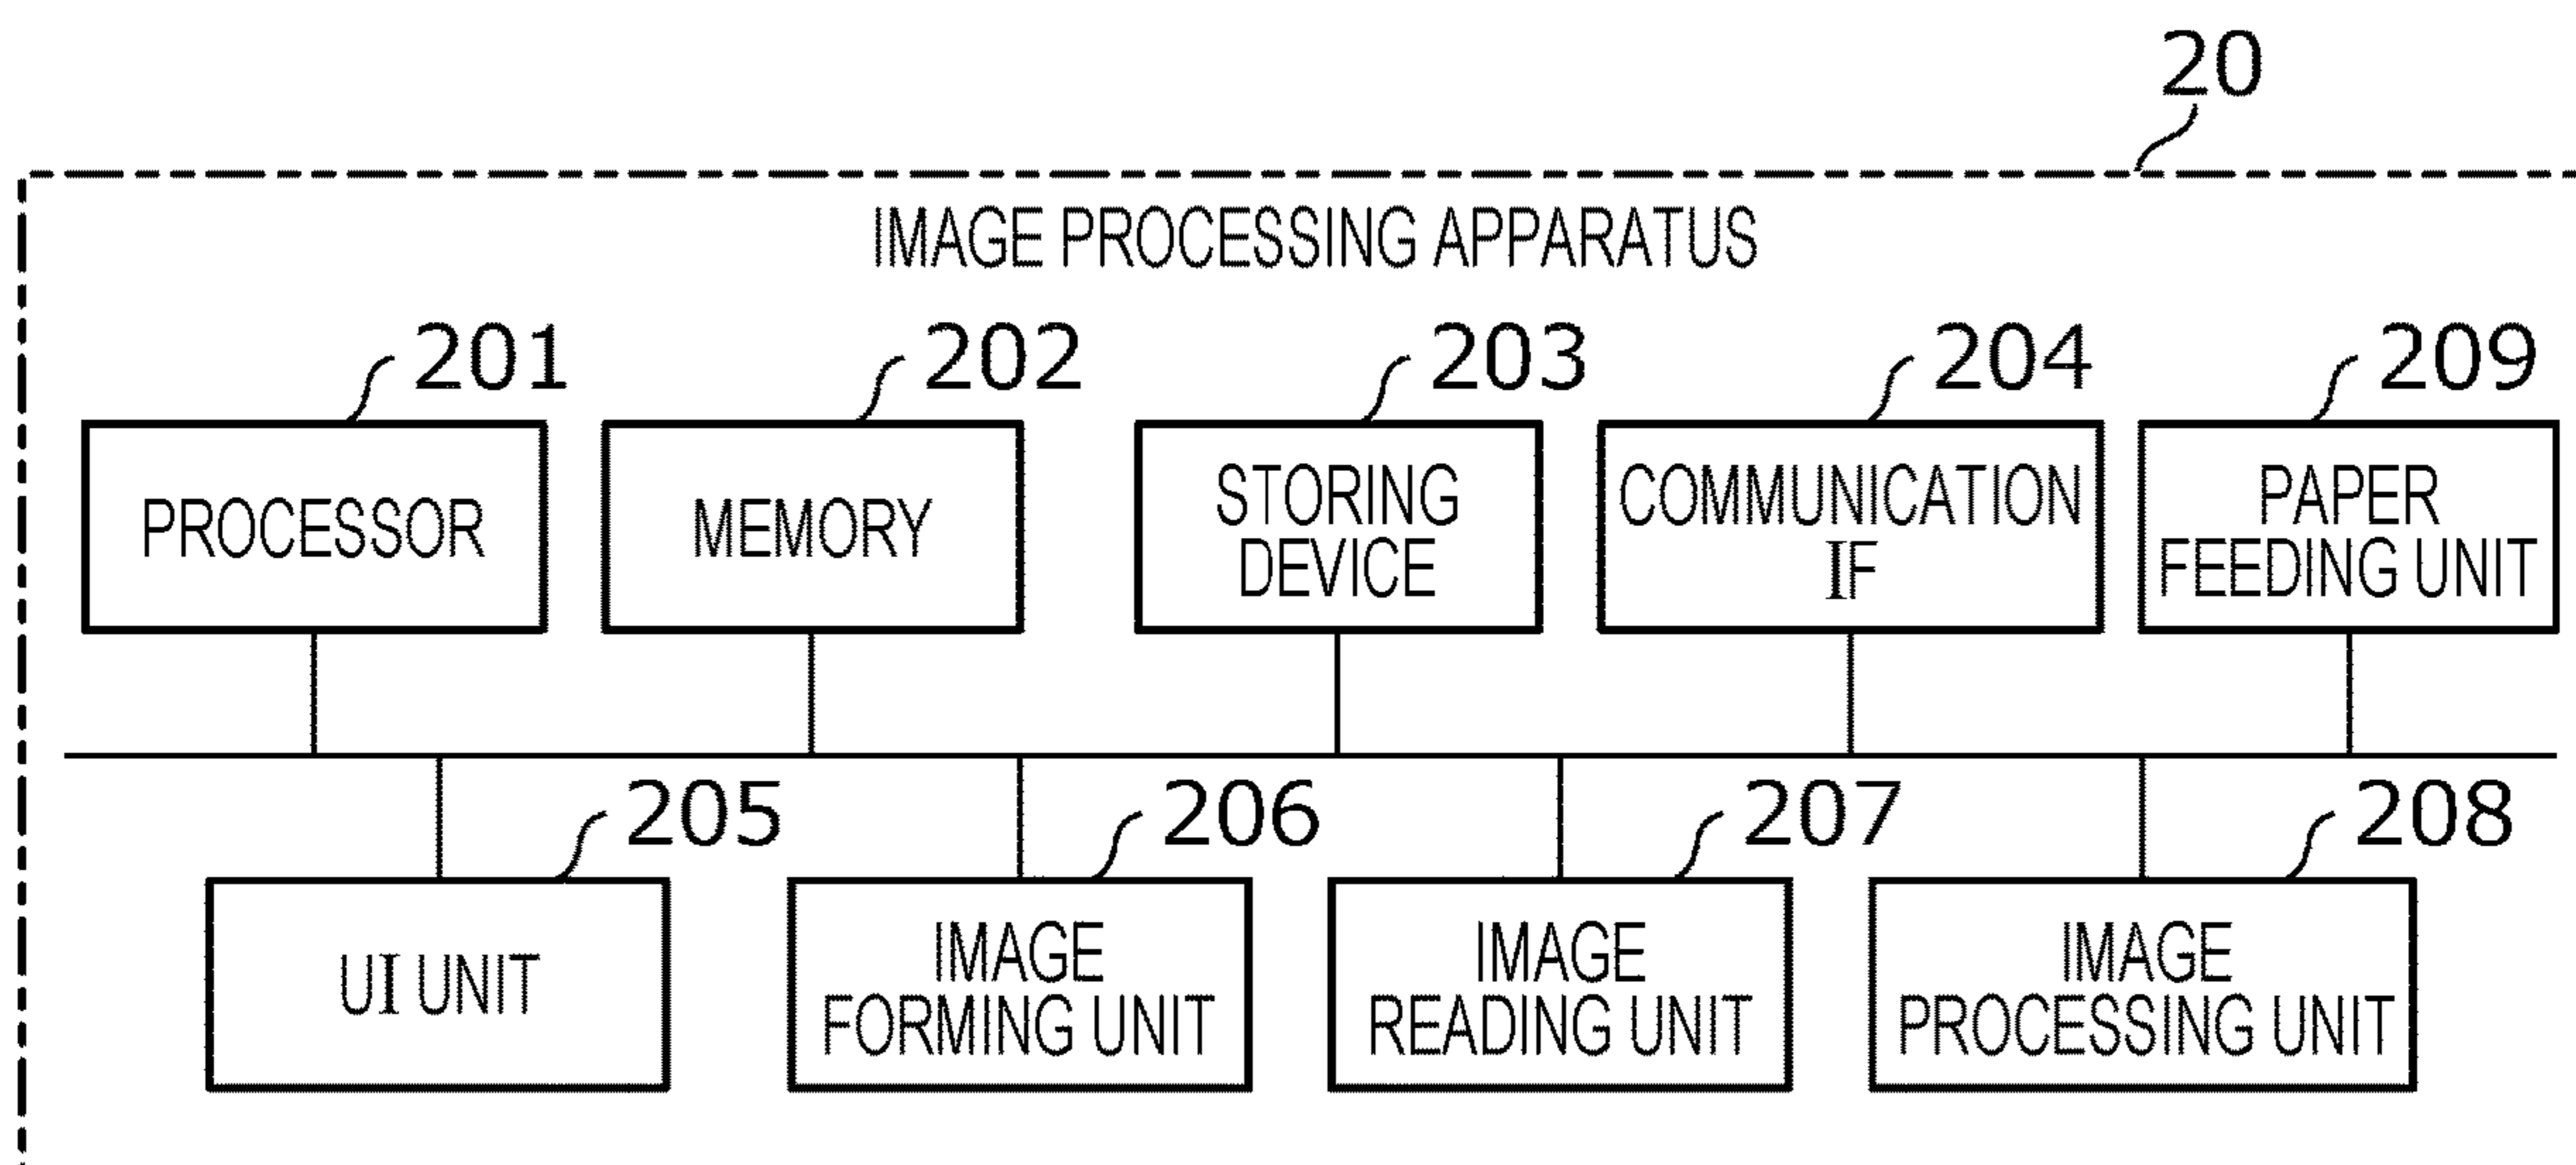 20
IMAGE PROCESSING APPARATUS
201
202
203
204
209
PROCESSOR
MEMORY
STORING
DEVICE
COMMUNICATION
IF
PAPER
FEEDING UNIT
205
206
207
208
UI UNIT
IMAGE
FORMING UNIT
IMAGE
READING UNIT
IMAGE
PROCESSING UNIT